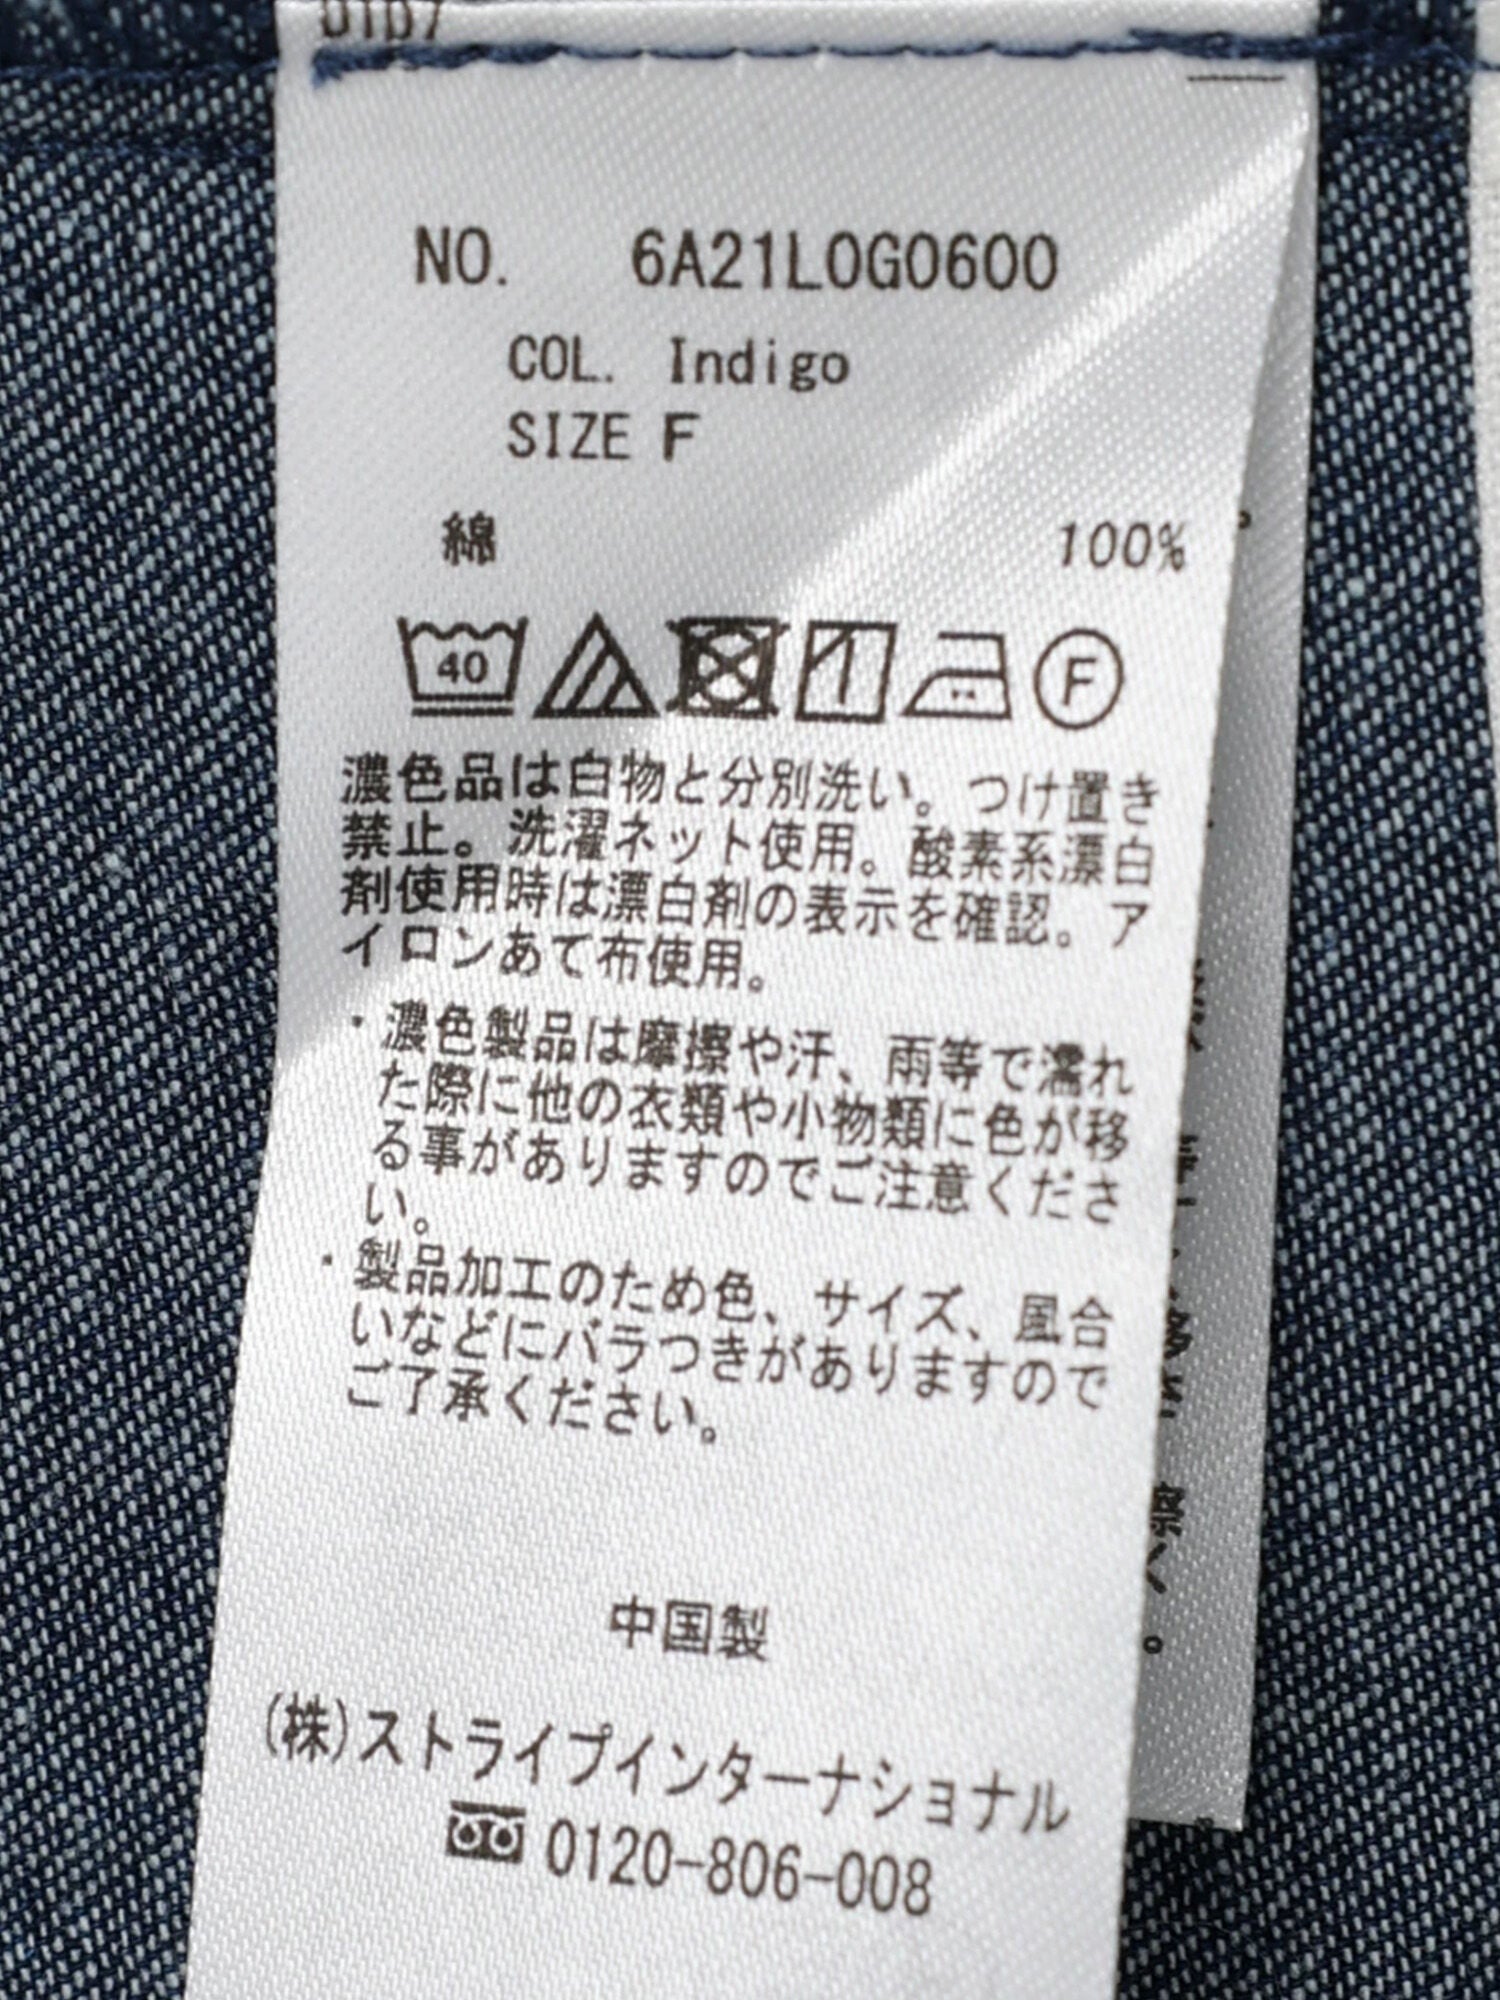 NO. 6A21L0G0600
COL. Indigo
SIZE F
綿 100%
40
F
濃色品は白物と分別洗い。つけ置き
禁止。洗濯ネット使用。酸素系漂白
剤使用時は漂白剤の表示を確認。ア
イロンあて布使用。
・濃色製品は摩擦や汗、雨等で濡れ
た際に他の衣類や小物類に色が移
る事がありますのでご注意くださ
い。
・製品加工のため色、サイズ、風合
いなどにバラつきがありますので
ご了承ください。
中国製
(株)ストライプインターナショナル
0120-806-008